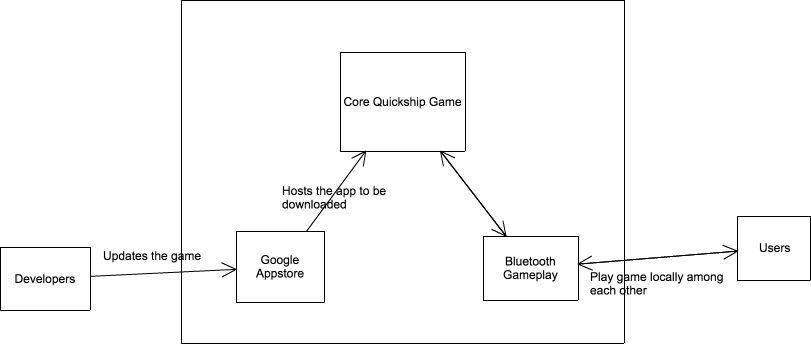 Core Quickship Game
Hosts the app to be
downloaded
Updates the game
Google
Appstore
Developers
Bluetooth
Gameplay
Users
Play game locally among
each other